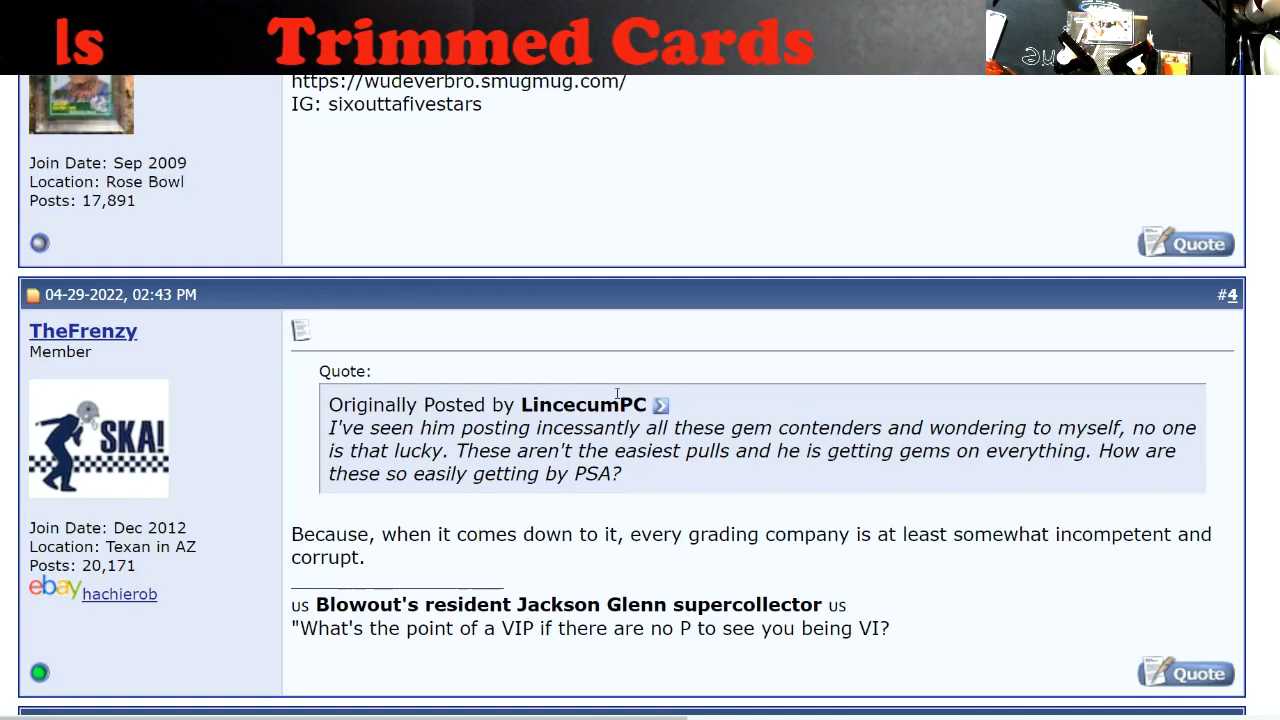 ls Trimmed Cards
https://wudeverbro.smugmug.com/
IG: sixouttafivestars
Join Date: Sep 2009
Location: Rose Bowl
Posts: 17,891
Quote
04-29-2022, 02:43 PM
#4
TheFrenzy
Member
SKA!
Join Date: Dec 2012
Location: Texan in AZ
Posts: 20,171
ebay hachierob
Quote:
Originally Posted by LincecumPC
I've seen him posting incessantly all these gem contenders and wondering to myself, no one
is that lucky. These aren't the easiest pulls and he is getting gems on everything. How are
these so easily getting by PSA?
Because, when it comes down to it, every grading company is at least somewhat incompetent and
corrupt.
US Blowout's resident Jackson Glenn supercollector US
"What's the point of a VIP if there are no P to see you being VI?
Quote